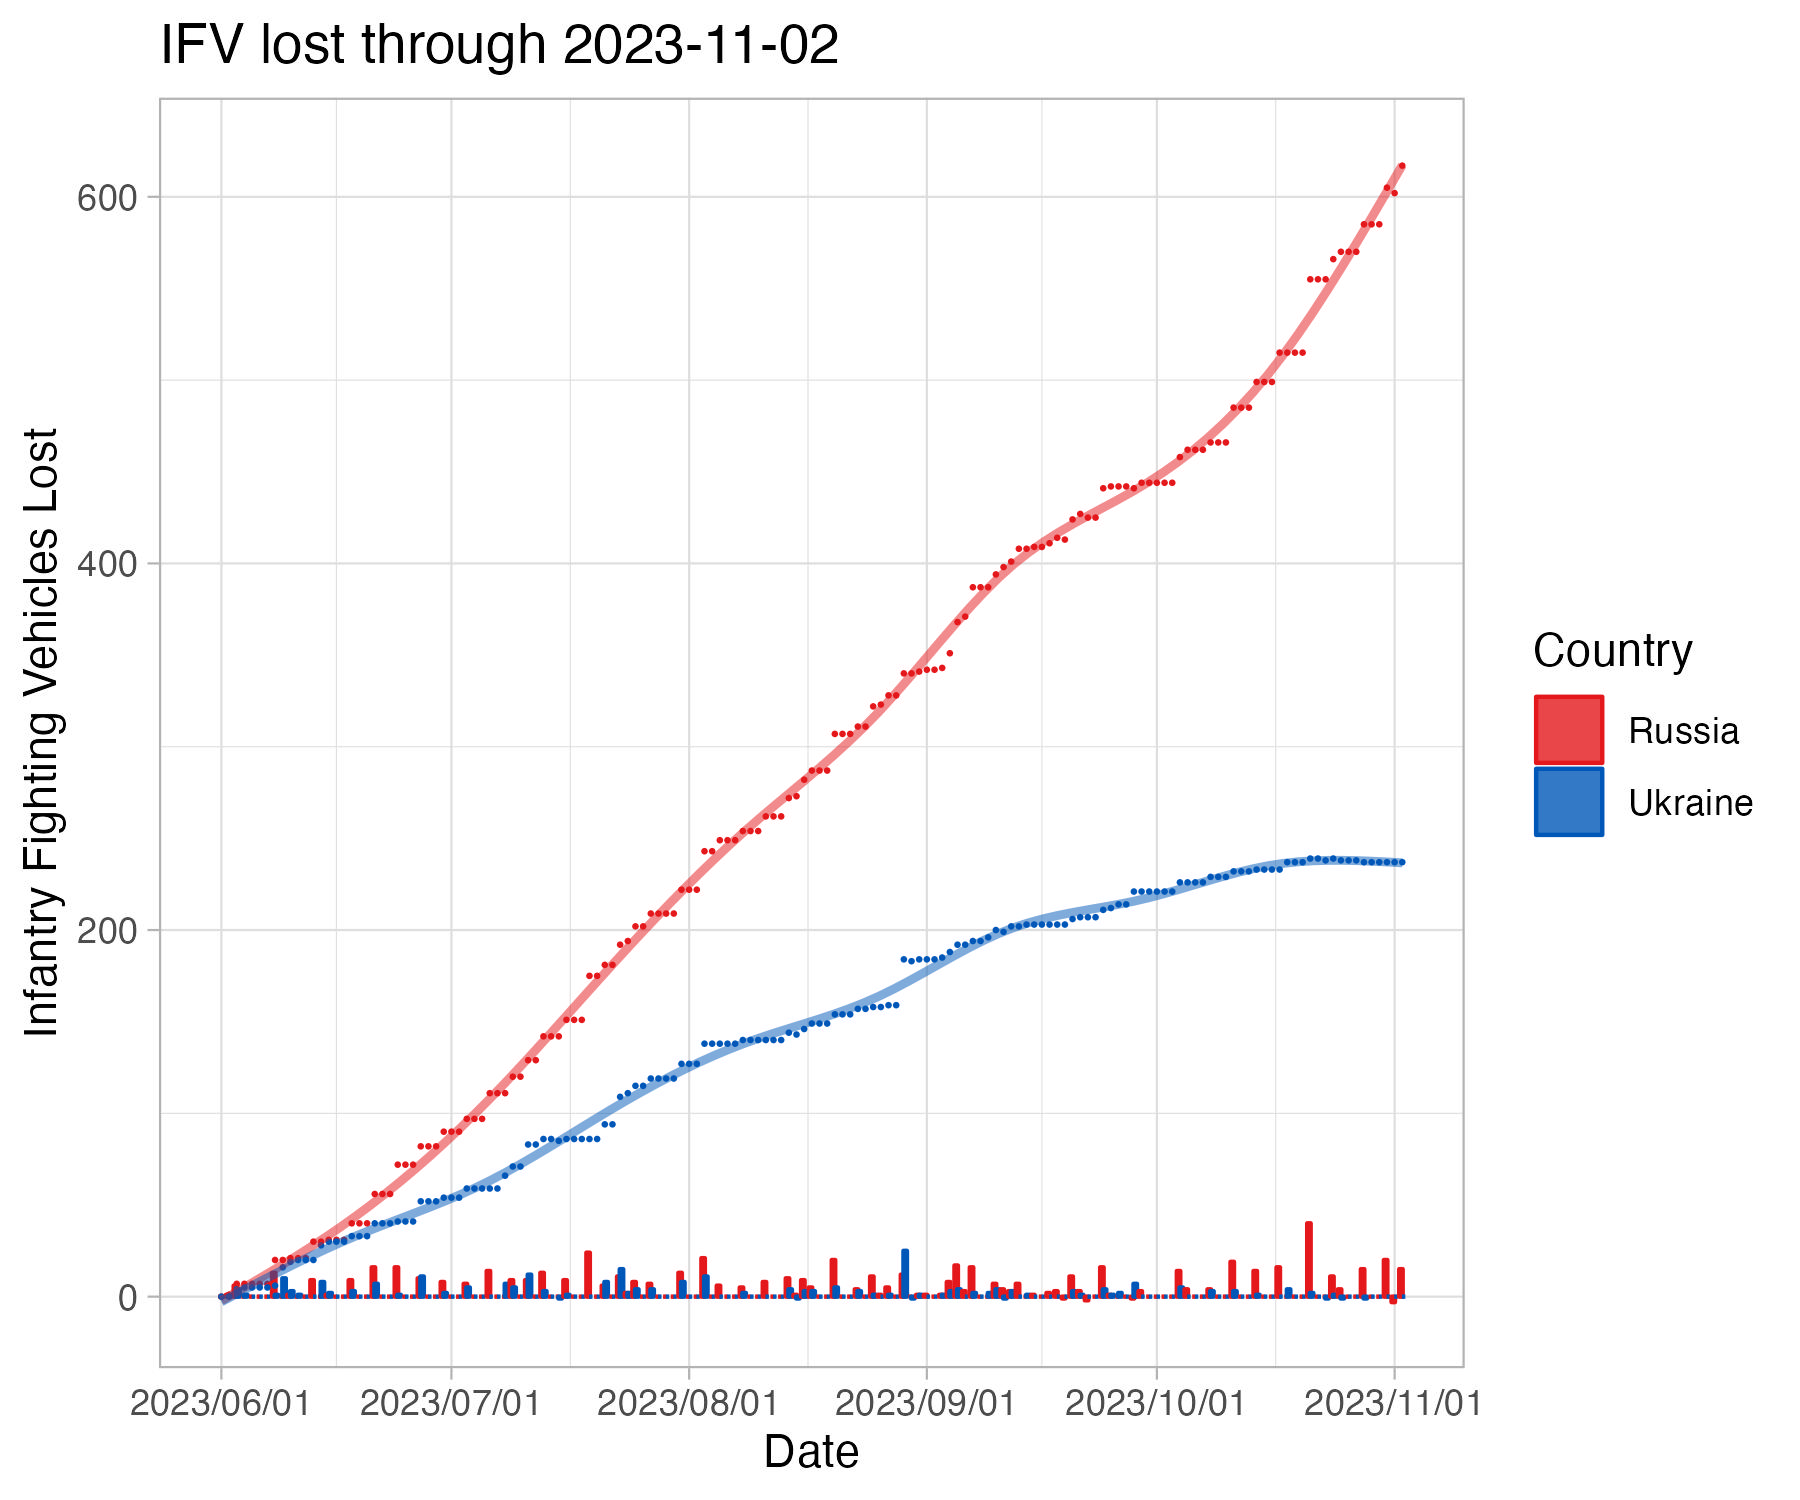 IFV lost through 2023-11-02
Infantry Fighting Vehicles Lost
600
400
200
0
2023/06/01 2023/07/01 2023/08/01 2023/09/01 2023/10/01 2023/11/01
Date
Country
Russia
Ukraine